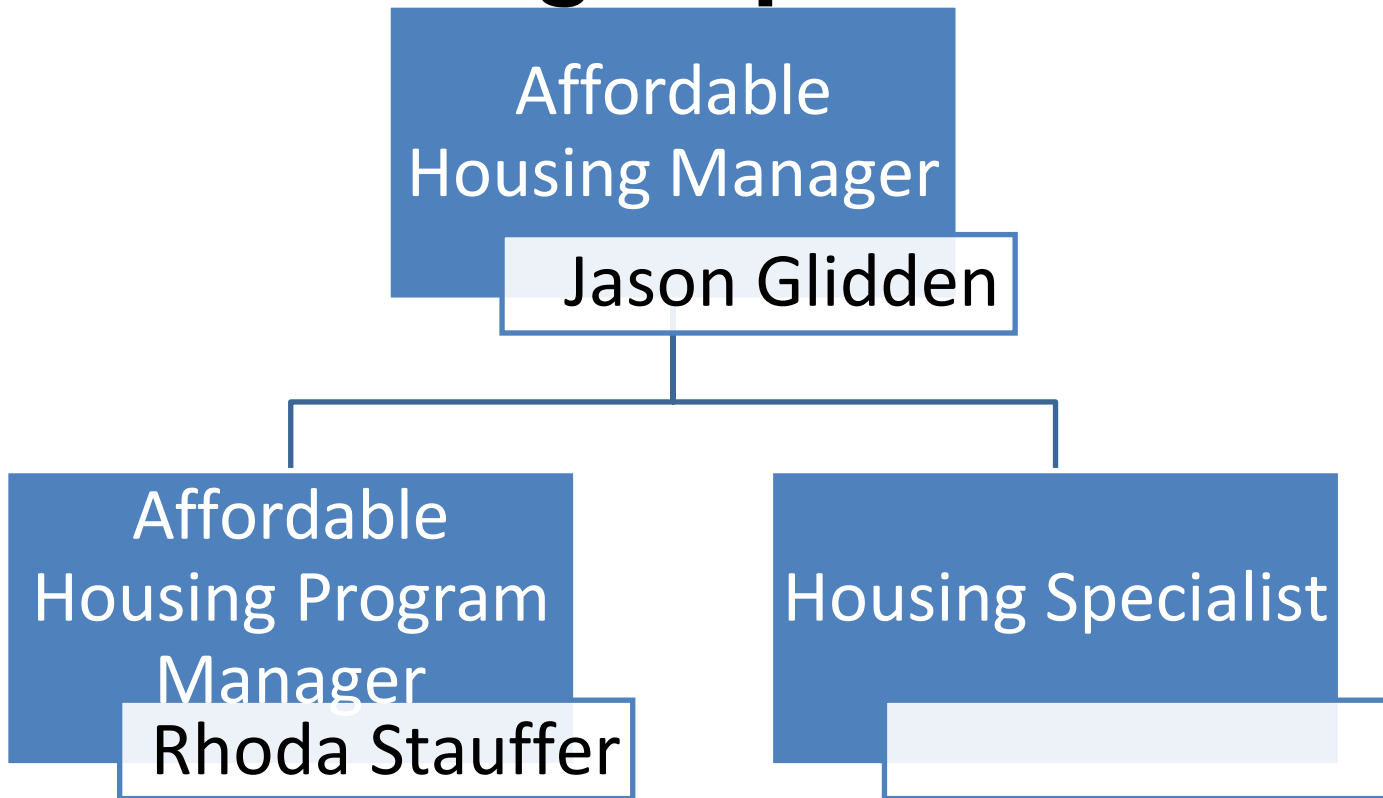 Affordable
Housing Manager
Jason Glidden
Affordable
Housing Program
Manager
Rhoda Stauffer
Housing Specialist